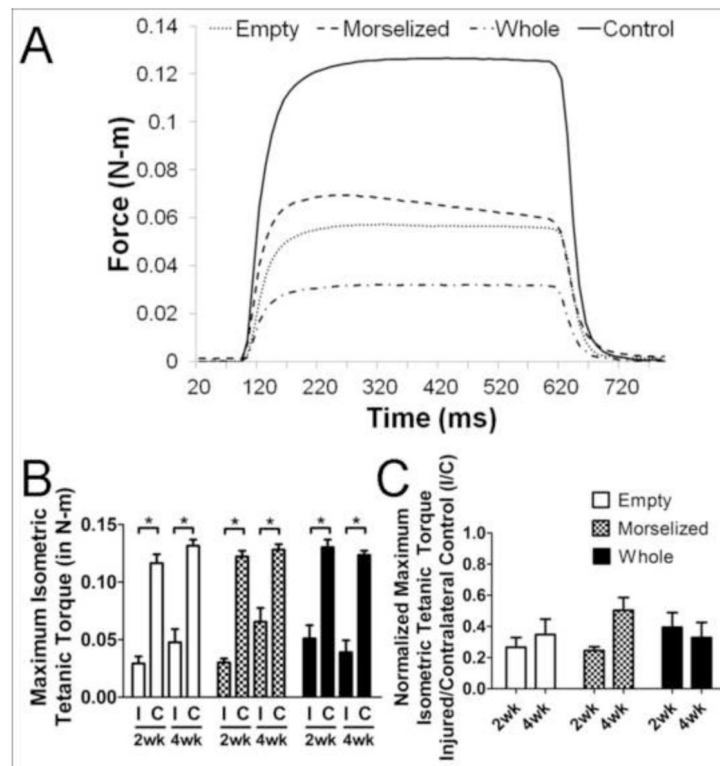 A
Empty Morselized Whole Control
0.14
0.12
0.1
0.08
0.06
0.04
0.02
0
Force (N-m)
20 120 220 320 420 520 620 720
Time (ms)
B
Maximum Isometric
Tetanic Torque (in N-m)
0.15
0.10
0.05
0.00
* * * * * *
I C I C I C I C I C I C
2wk 4wk 2wk 4wk 2wk 4wk
C
Normalized Maximum
Isometric Tetanic Torque
Injured/Contralateral Control (I/C)
1.0
0.8
0.6
0.4
0.2
0.0
Empty
Morselized
Whole
2wk 4wk 2wk 4wk 2wk 4wk